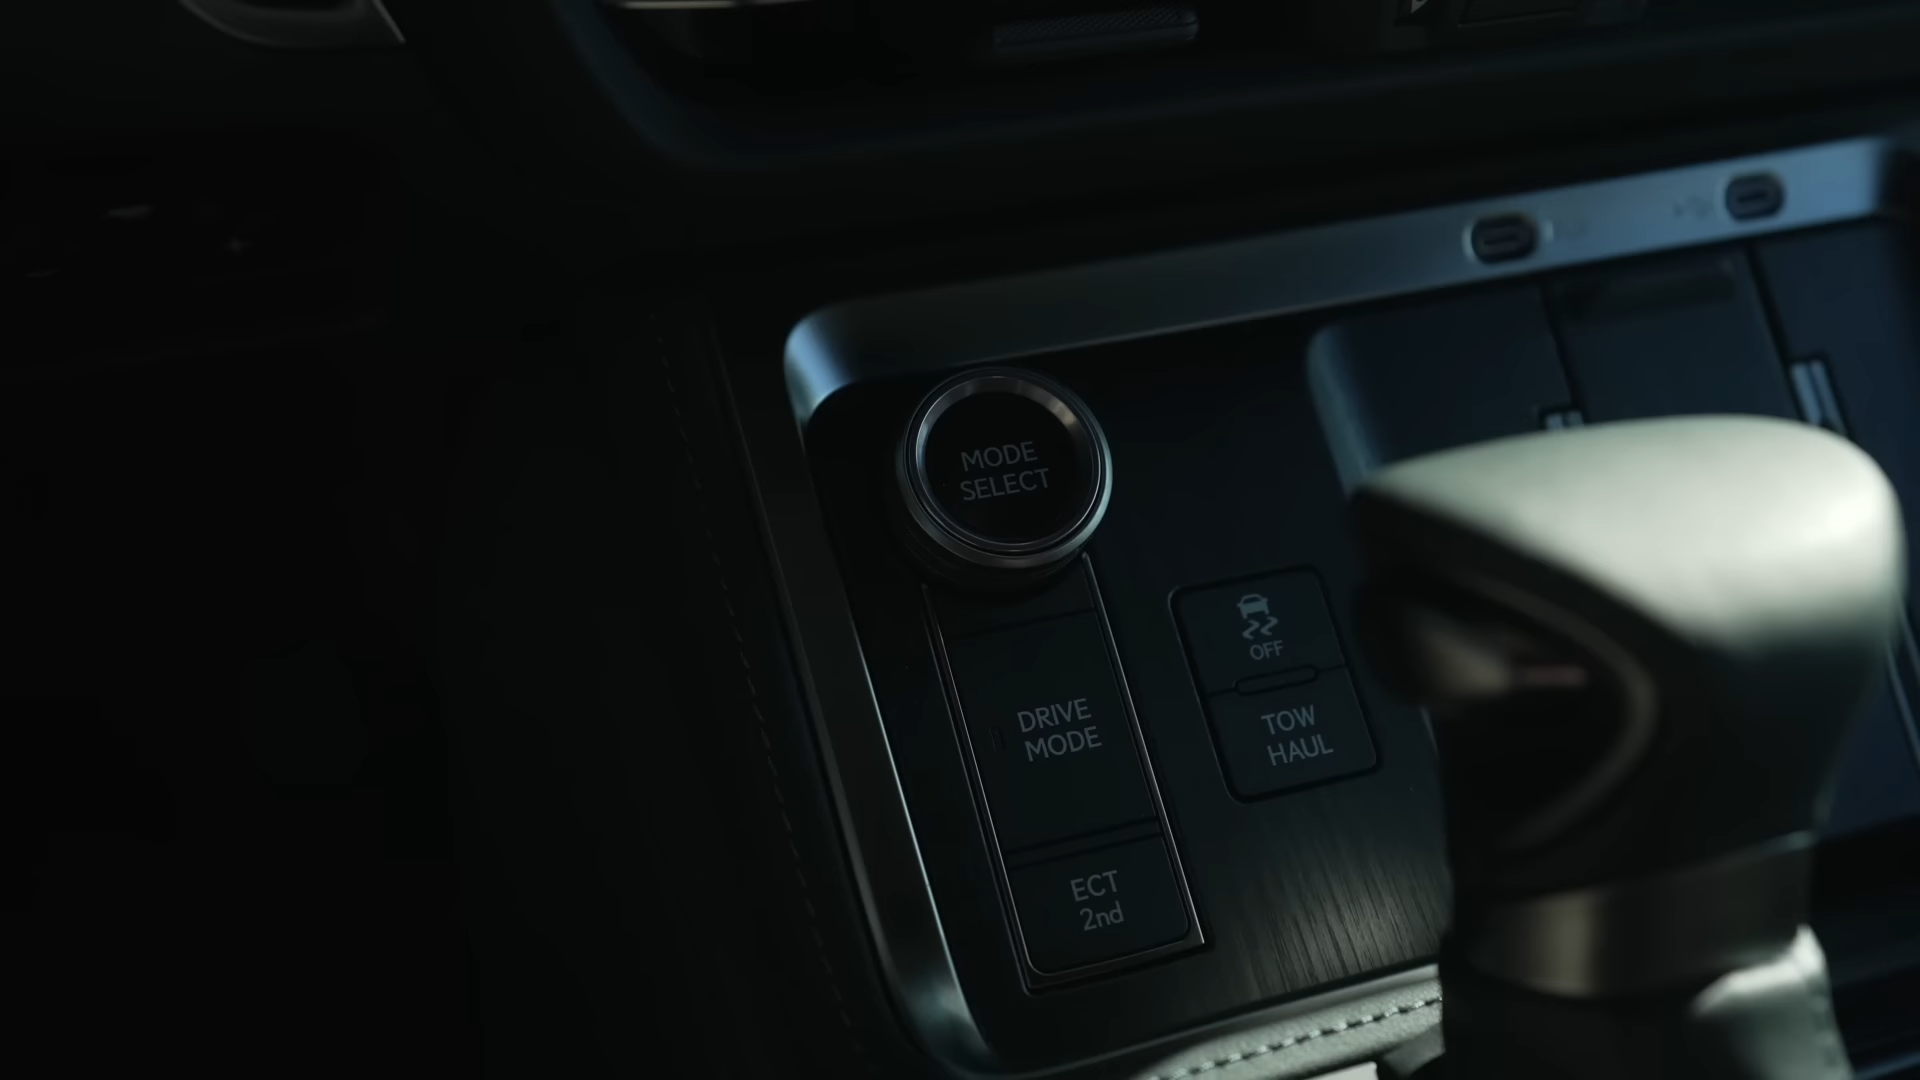 MODE
SELECT
DRIVE
MODE
OFF
TOW
HAUL
ECT
2nd